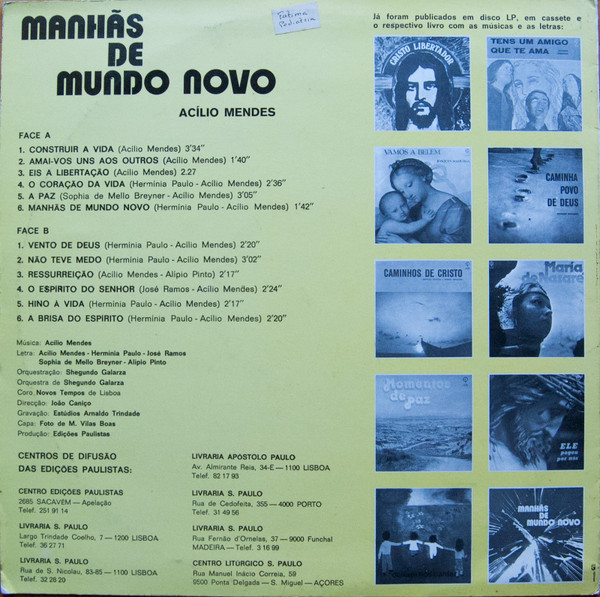 Fatima
Pediatria
MANHÃS
DE
MUNDO NOVO
ACÍLIO MENDES
FACE A
1. CONSTRUIR A VIDA (Acílio Mendes) 3'34"
2. AMAI-VOS UNS AOS OUTROS (Acílio Mendes) 1'40"
3. EIS A LIBERTAÇÃO (Acílio Mendes) 2.27
4. O CORAÇÃO DA VIDA (Hermínia Paulo - Acílio Mendes) 2'36"
5. A PAZ (Sophia de Mello Breyner - Acílio Mendes) 3'05"
6. MANHÃS DE MUNDO NOVO (Hermínia Paulo - Acílio Mendes) 1'42"
FACE B
1. VENTO DE DEUS (Hermínia Paulo - Acílio Mendes) 2'20"
2. NÃO TEVE MEDO (Hermínia Paulo - Acílio Mendes) 3'02"
3. RESSURREIÇÃO (Acílio Mendes - Alípio Pinto) 2'17"
4. O ESPÍRITO DO SENHOR (José Ramos - Acílio Mendes) 2'24"
5. HINO À VIDA (Hermínia Paulo - Acílio Mendes) 2'17"
6. A BRISA DO ESPÍRITO (Hermínia Paulo - Acílio Mendes) 2'20"
Música: Acílio Mendes
Letra: Acílio Mendes - Hermínia Paulo - José Ramos
Sophia de Mello Breyner - Alípio Pinto
Orquestração: Shegundo Galarza
Orquestra de Shegundo Galarza
Coro Novos Tempos de Lisboa
Direcção: João Caniço
Gravação: Estúdios Arnaldo Trindade
Capa: Foto de M. Vilas Boas
Produção: Edições Paulistas
CENTROS DE DIFUSÃO
DAS EDIÇÕES PAULISTAS:
CENTRO EDIÇÕES PAULISTAS
2685 SACAVÉM — Apelação
Telef. 251 91 14
LIVRARIA S. PAULO
Largo Trindade Coelho, 7 — 1200 LISBOA
Telef. 36 27 71
LIVRARIA S. PAULO
Rua de S. Nicolau, 83-85 — 1100 LISBOA
Telef. 32 28 20
LIVRARIA APÓSTOLO PAULO
Av. Almirante Reis, 34-E — 1100 LISBOA
Telef. 82 17 93
LIVRARIA S. PAULO
Rua de Cedofeita, 355 — 4000 PORTO
Telef. 31 49 56
LIVRARIA S. PAULO
Rua Fernão d'Ornelas, 37 — 9000 Funchal
MADEIRA — Telef. 3 16 99
CENTRO LITÚRGICO S. PAULO
Rua Manuel Inácio Correia, 59
9500 Ponta Delgada — S. Miguel — AÇORES
Já foram publicados em disco LP, em cassete e
o respectivo livro com as músicas e as letras:
CRISTO LIBERTADOR
TENS UM AMIGO
QUE TE AMA
VAMOS A BELÉM
CAMINHA
POVO
DE DEUS
CAMINHOS DE CRISTO
Maria
de Nazaré
Momentos
de paz
ELE
pagou
por nós
MANHÃS
DE
MUNDO NOVO